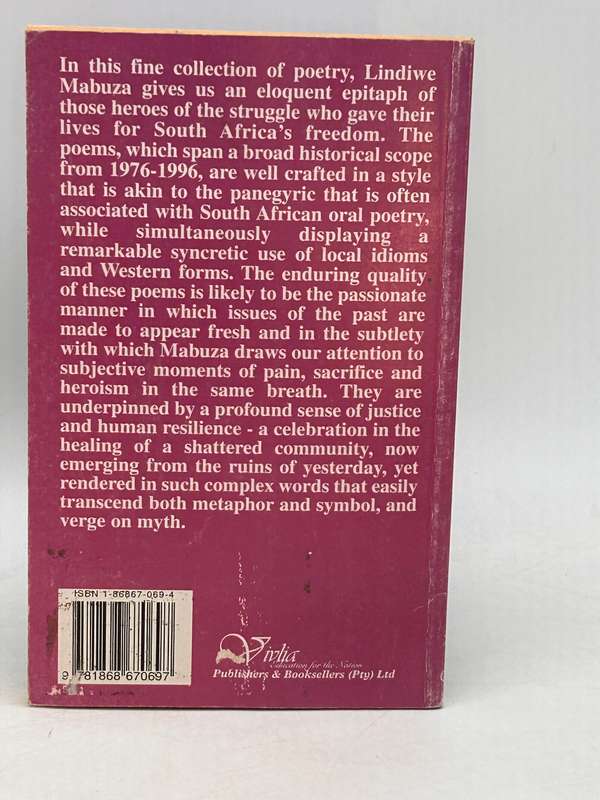 In this fine collection of poetry, Lindiwe
Mabuza gives us an eloquent epitaph of
those heroes of the struggle who gave their
lives for South Africa's freedom. The
poems, which span a broad historical scope
from 1976-1996, are well crafted in a style
that is akin to the panegyric that is often
associated with South African oral poetry,
while simultaneously displaying a
remarkable syncretic use of local idioms
and Western forms. The enduring quality
of these poems is likely to be the passionate
manner in which issues of the past are
made to appear fresh and in the subtlety
with which Mabuza draws our attention to
subjective moments of pain, sacrifice and
heroism in the same breath. They are
underpinned by a profound sense of justice
and human resilience - a celebration in the
healing of a shattered community, now
emerging from the ruins of yesterday, yet
rendered in such complex words that easily
transcend both metaphor and symbol, and
verge on myth.
ISBN 1-86867-069-4
9 781868 670697
Vivlia
Education for the Nation
Publishers & Booksellers (Pty) Ltd